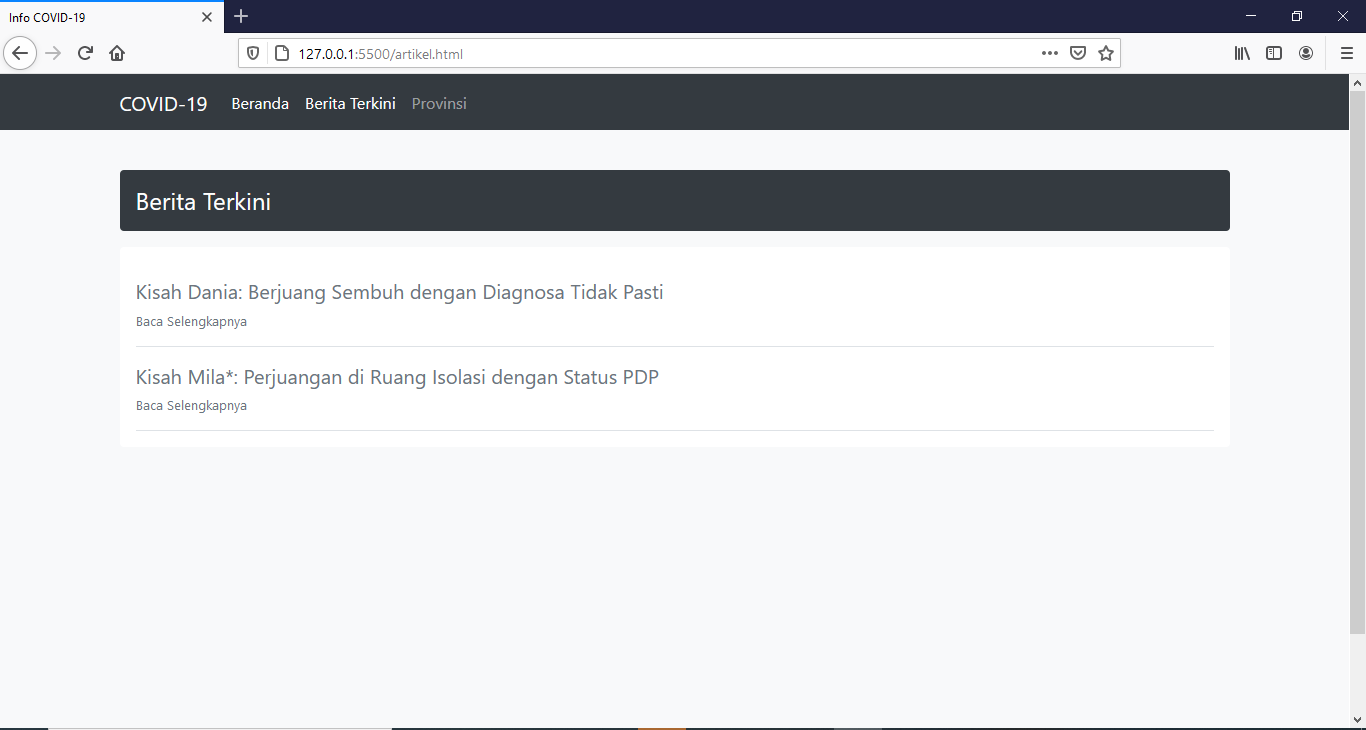 Info COVID-19
127.0.0.1:5500/artikel.html
COVID-19 Beranda Berita Terkini Provinsi
Berita Terkini
Kisah Dania: Berjuang Sembuh dengan Diagnosa Tidak Pasti
Baca Selengkapnya
Kisah Mila*: Perjuangan di Ruang Isolasi dengan Status PDP
Baca Selengkapnya